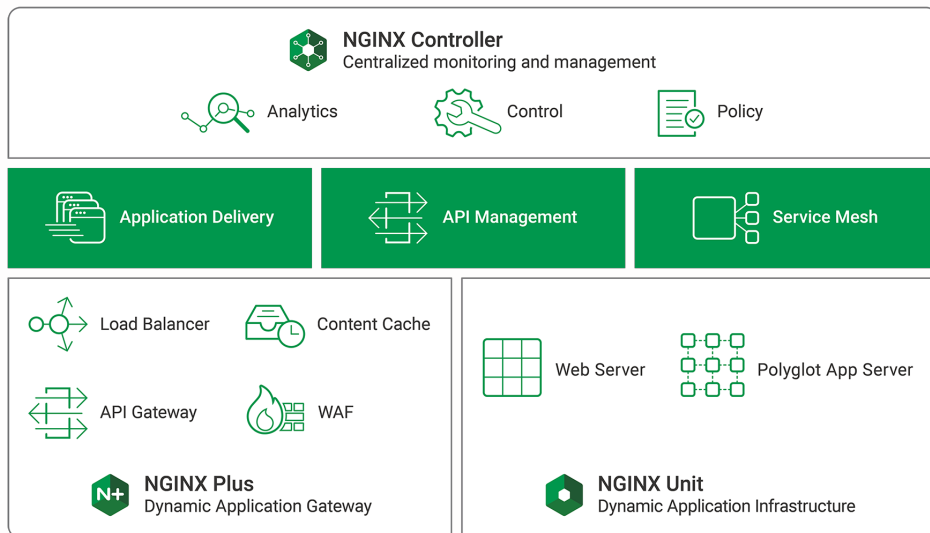 NGINX Controller
Centralized monitoring and management
Analytics
Control
Policy
Application Delivery
API Management
Service Mesh
Load Balancer
Content Cache
API Gateway
WAF
N+
NGINX Plus
Dynamic Application Gateway
Web Server
Polyglot App Server
NGINX Unit
Dynamic Application Infrastructure